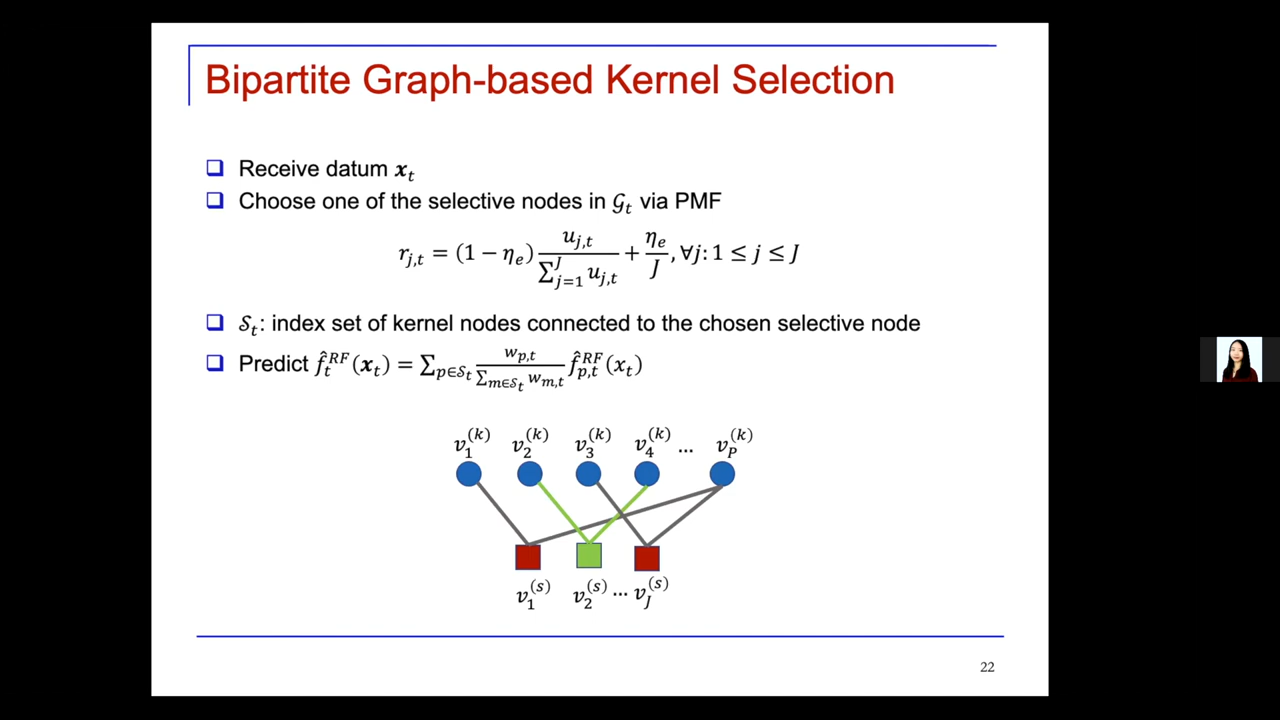 Bipartite Graph-based Kernel Selection
❑ Receive datum 𝒙_t
❑ Choose one of the selective nodes in 𝒢_t via PMF
r_{j,t} = (1 − η_e) u_{j,t} / ∑_{j=1}^{J} u_{j,t} + η_e / J, ∀j: 1 ≤ j ≤ J
❑ 𝒮_t: index set of kernel nodes connected to the chosen selective node
❑ Predict f̂_t^{RF}(𝒙_t) = ∑_{p∈𝒮_t} w_{p,t} / ∑_{m∈𝒮_t} w_{m,t} f̂_{p,t}^{RF}(x_t)
v_1^{(k)} v_2^{(k)} v_3^{(k)} v_4^{(k)} ... v_P^{(k)}
v_1^{(s)} v_2^{(s)} ... v_J^{(s)}
22